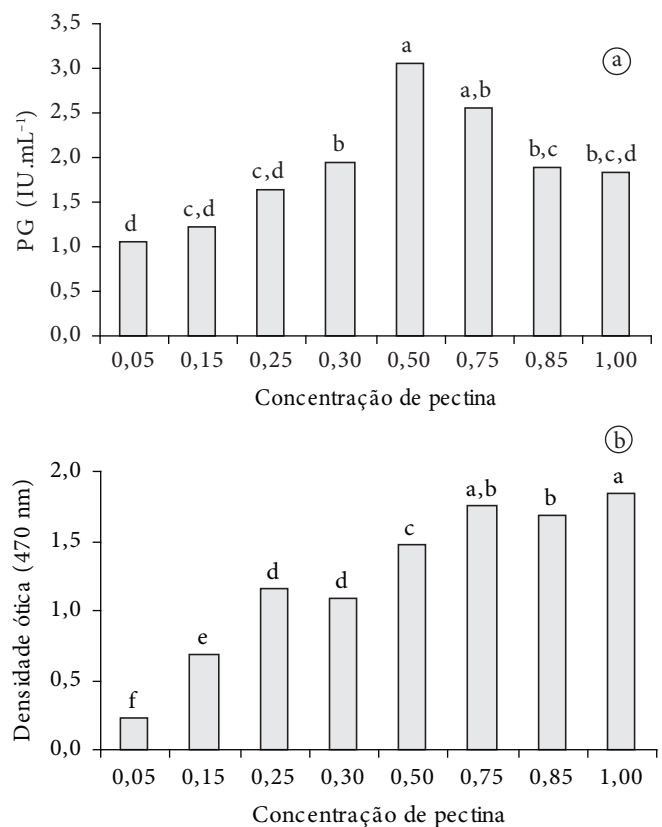 3,5
a
a
3,0
a,b
2,5
b
b,c
b,c,d
2,0
c,d
c,d
1,5
d
1,0
0,5
0,0
PG (IU.mL⁻¹)
0,05 0,15 0,25 0,30 0,50 0,75 0,85 1,00
Concentração de pectina
b
2,0
a,b
b
a
c
1,5
d
d
1,0
e
0,5
f
0,0
Densidade ótica (470 nm)
0,05 0,15 0,25 0,30 0,50 0,75 0,85 1,00
Concentração de pectina